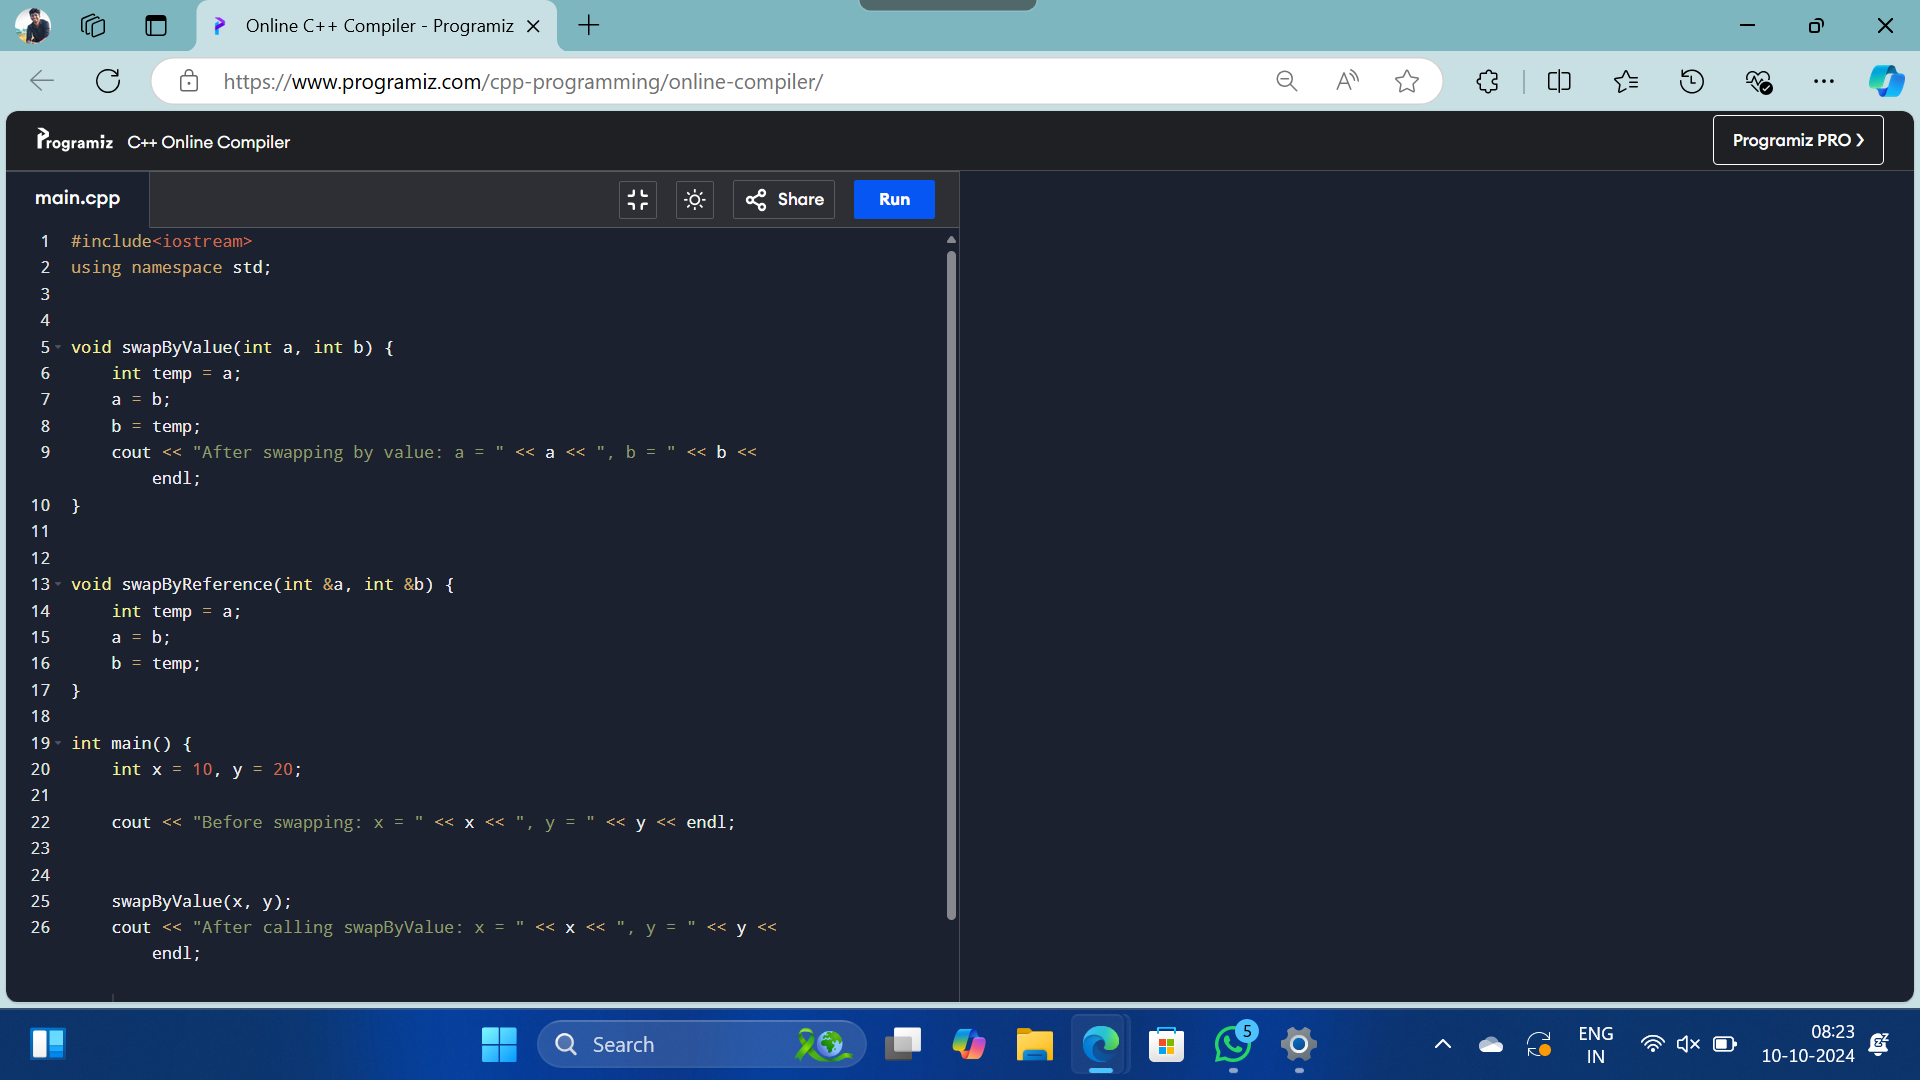 Online C++ Compiler - Programiz
https://www.programiz.com/cpp-programming/online-compiler/
Programiz C++ Online Compiler
Programiz PRO
main.cpp
Share
Run
1 #include<iostream>
2 using namespace std;
3
4
5 void swapByValue(int a, int b) {
6 int temp = a;
7 a = b;
8 b = temp;
9 cout << "After swapping by value: a = " << a << ", b = " << b <<
endl;
10 }
11
12
13 void swapByReference(int &a, int &b) {
14 int temp = a;
15 a = b;
16 b = temp;
17 }
18
19 int main() {
20 int x = 10, y = 20;
21
22 cout << "Before swapping: x = " << x << ", y = " << y << endl;
23
24
25 swapByValue(x, y);
26 cout << "After calling swapByValue: x = " << x << ", y = " << y <<
endl;
Search
5
ENG
IN
08:23
10-10-2024